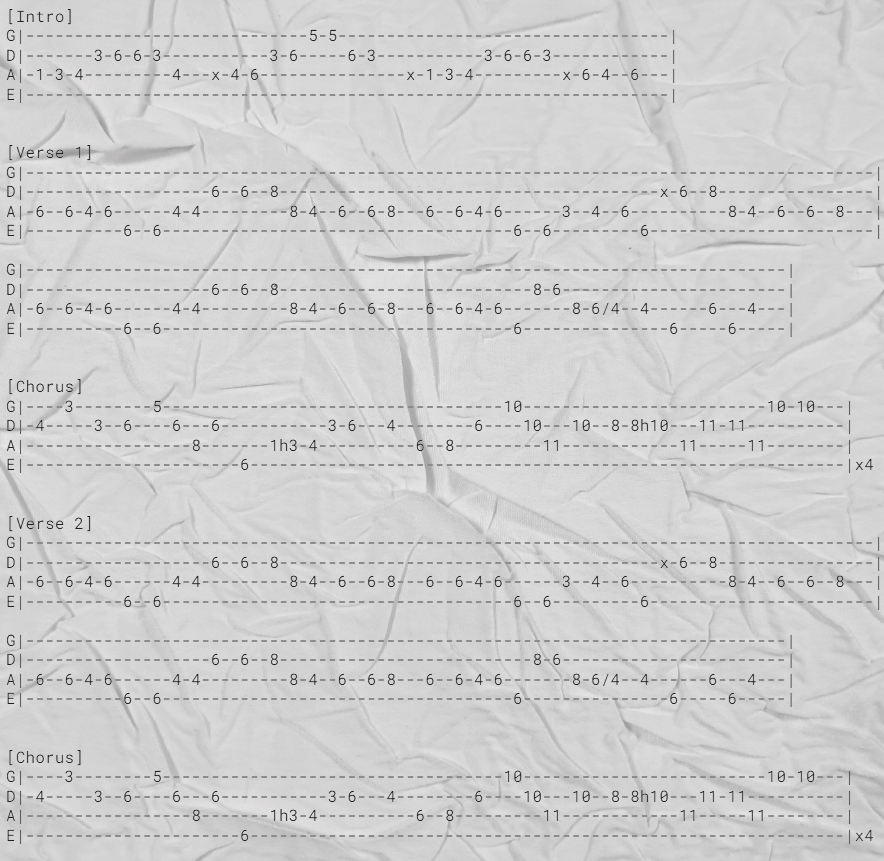 [Intro]
G|-----------------------------5-5----------------------------------|
D|-------3-6-6-3-----------3-6-----6-3-----------3-6-6-3------------|
A|-1-3-4---------4---x-4-6---------------x-1-3-4---------x-6-4--6---|
E|------------------------------------------------------------------|
[Verse 1]
G|---------------------------------------------------------------------------------------|
D|-------------------6--6--8---------------------------------------x-6--8----------------|
A|-6--6-4-6------4-4---------8-4--6--6-8---6--6-4-6------3--4--6----------8-4--6--6--8---|
E|----------6--6------------------------------------6--6---------6-----------------------|
G|------------------------------------------------------------------------------|
D|-------------------6--6--8--------------------------8-6-----------------------|
A|-6--6-4-6------4-4---------8-4--6--6-8---6--6-4-6-------8-6/4--4------6---4---|
E|----------6--6------------------------------------6---------------6-----6-----|
[Chorus]
G|----3--------5-----------------------------------10-------------------------10-10---|
D|-4-----3--6----6---6-----------3-6---4--------6----10---10--8-8h10---11-11----------|
A|-----------------8-------1h3-4----------6--8---------11------------11-----11--------|
E|----------------------6-------------------------------------------------------------|x4
[Verse 2]
G|---------------------------------------------------------------------------------------|
D|-------------------6--6--8---------------------------------------x-6--8----------------|
A|-6--6-4-6------4-4---------8-4--6--6-8---6--6-4-6------3--4--6----------8-4--6--6--8---|
E|----------6--6------------------------------------6--6---------6-----------------------|
G|------------------------------------------------------------------------------|
D|-------------------6--6--8--------------------------8-6-----------------------|
A|-6--6-4-6------4-4---------8-4--6--6-8---6--6-4-6-------8-6/4--4------6---4---|
E|----------6--6------------------------------------6---------------6-----6-----|
[Chorus]
G|----3--------5-----------------------------------10-------------------------10-10---|
D|-4-----3--6----6---6-----------3-6---4--------6----10---10--8-8h10---11-11----------|
A|-----------------8-------1h3-4----------6--8---------11------------11-----11--------|
E|----------------------6-------------------------------------------------------------|x4